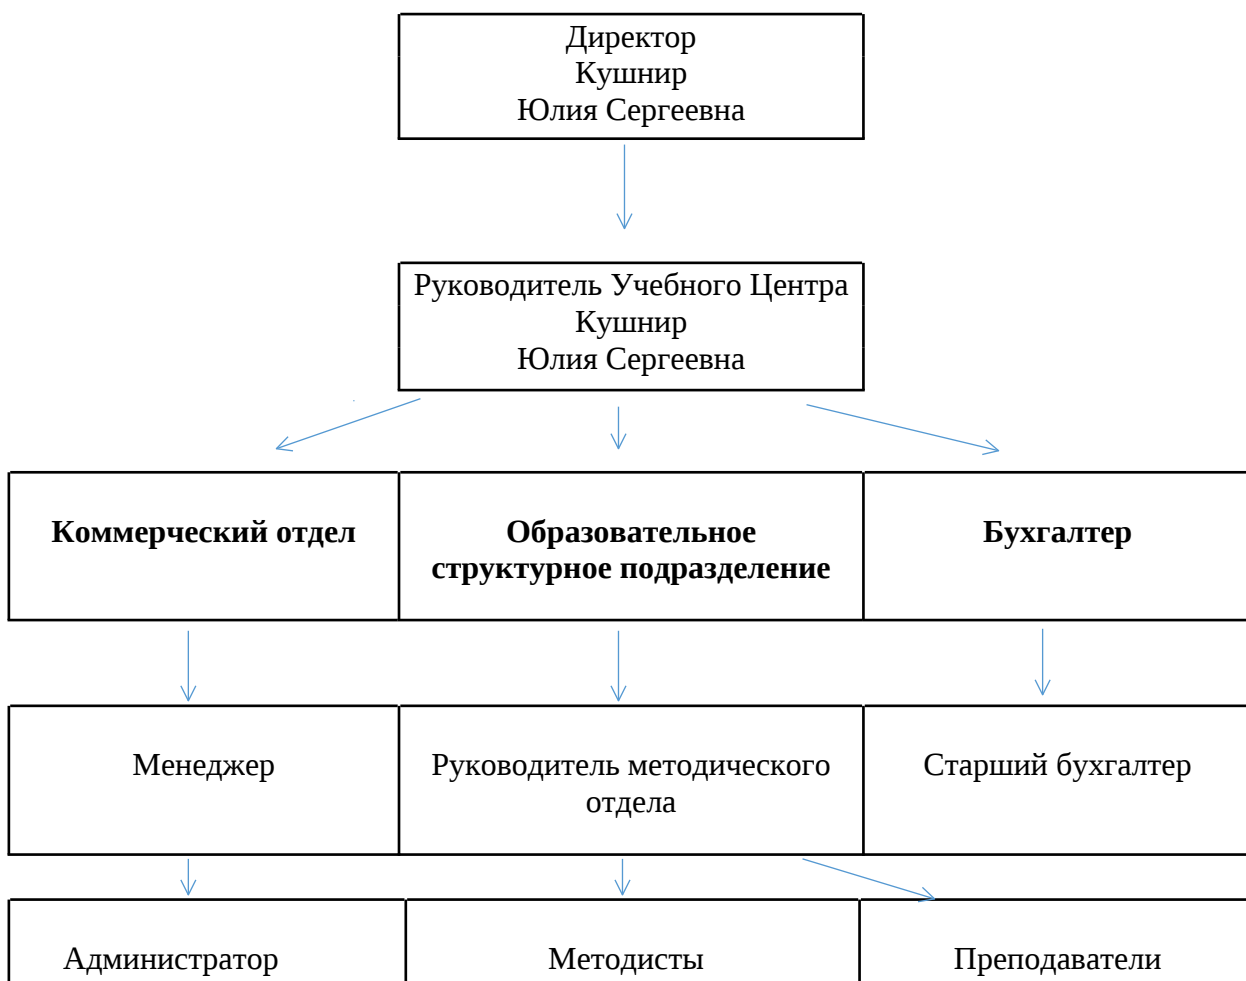 Директор
Кушнир
Юлия Сергеевна
Руководитель Учебного Центра
Кушнир
Юлия Сергеевна
Коммерческий отдел
Образовательное
структурное подразделение
Бухгалтер
Менеджер
Руководитель методического
отдела
Старший бухгалтер
Администратор
Методисты
Преподаватели